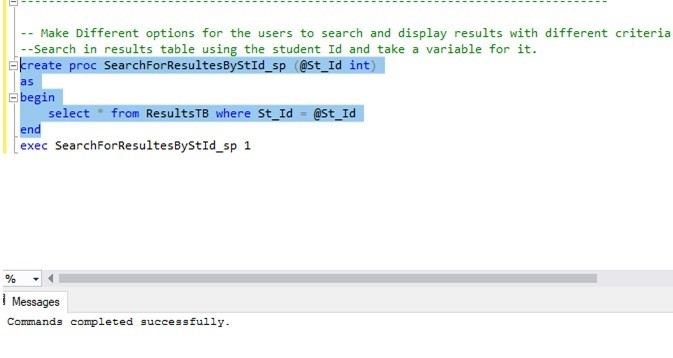 -- Make Different options for the users to search and display results with different criteria
--Search in results table using the student Id and take a variable for it.
create proc SearchForResultesByStId_sp (@St_Id int)
as
begin
select * from ResultsTB where St_Id = @St_Id
end
exec SearchForResultesByStId_sp 1
%
Messages
Commands completed successfully.